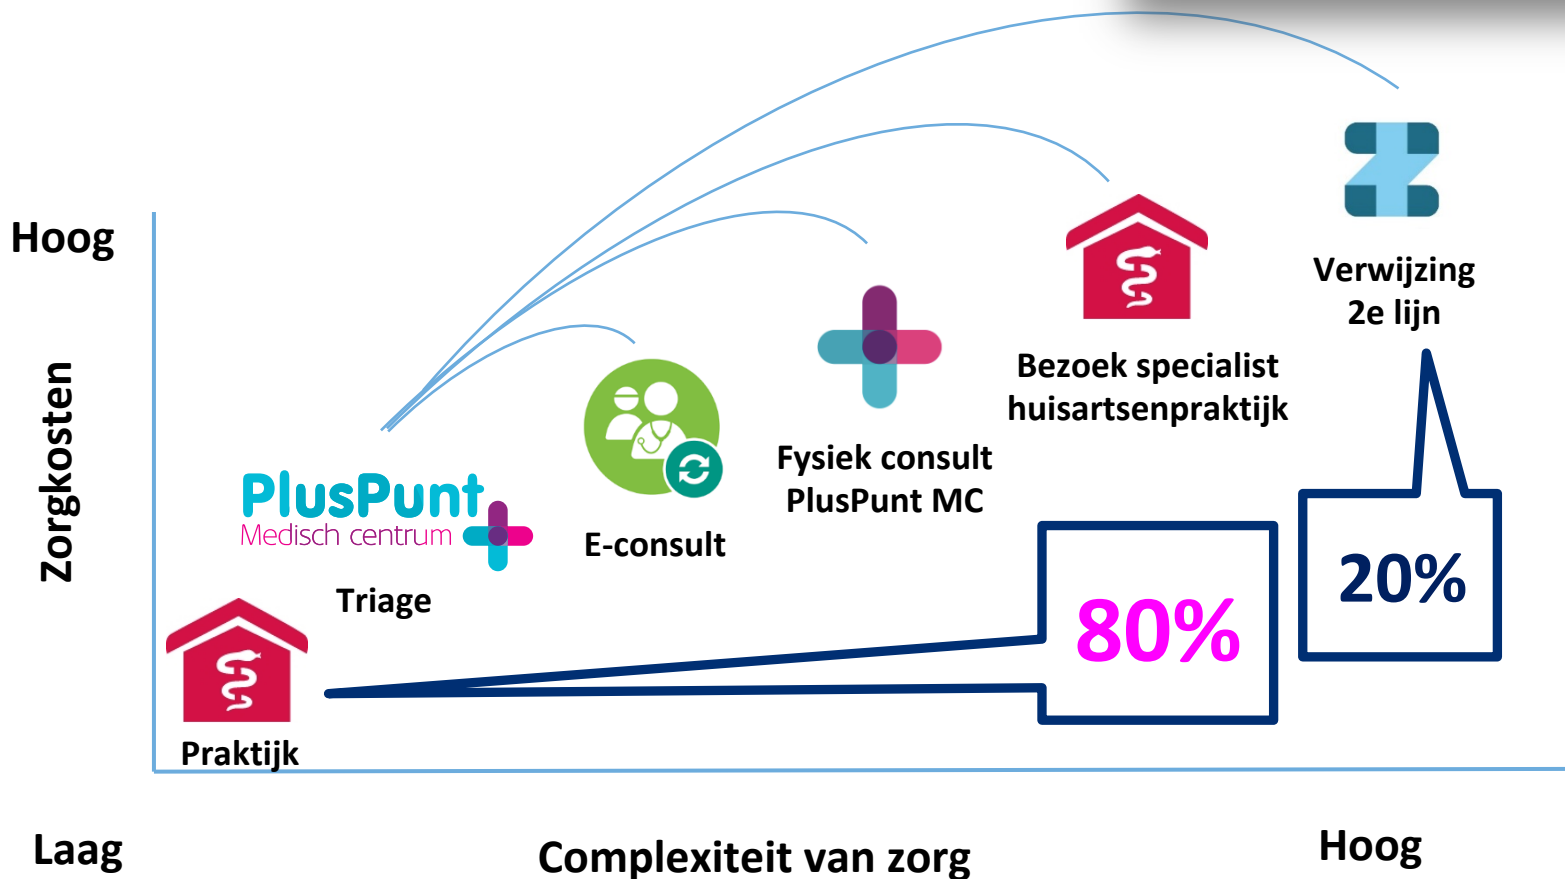 Hoog
Zorgkosten
Verwijzing
2e lijn
Bezoek specialist
huisartsenpraktijk
Fysiek consult
PlusPunt MC
E-consult
PlusPunt
Medisch centrum
Triage
Praktijk
80%
20%
Laag
Complexiteit van zorg
Hoog